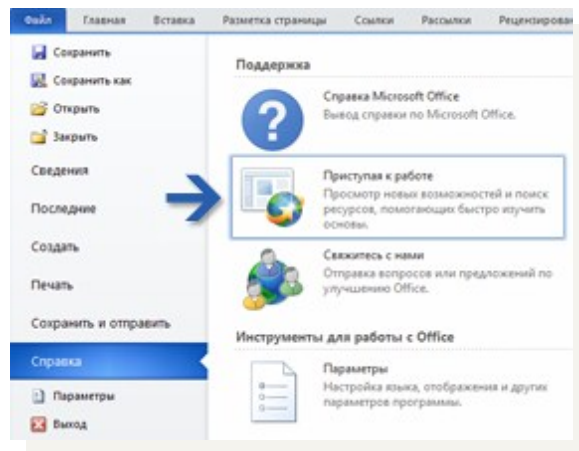 Файл Главная Вставка Разметка страницы Ссылки Рассылки Рецензирован
Сохранить
Сохранить как
Открыть
Закрыть
Сведения
Последние
Создать
Печать
Сохранить и отправить
Справка
Параметры
Выход
Поддержка
Справка Microsoft Office
Вывод справки по Microsoft Office.
Приступая к работе
Просмотр новых возможностей и поиск
ресурсов, помогающих быстро изучить
основы.
Свяжитесь с нами
Отправка вопросов или предложений по
улучшению Office.
Инструменты для работы с Office
Параметры
Настройка языка, отображения и других
параметров программы.